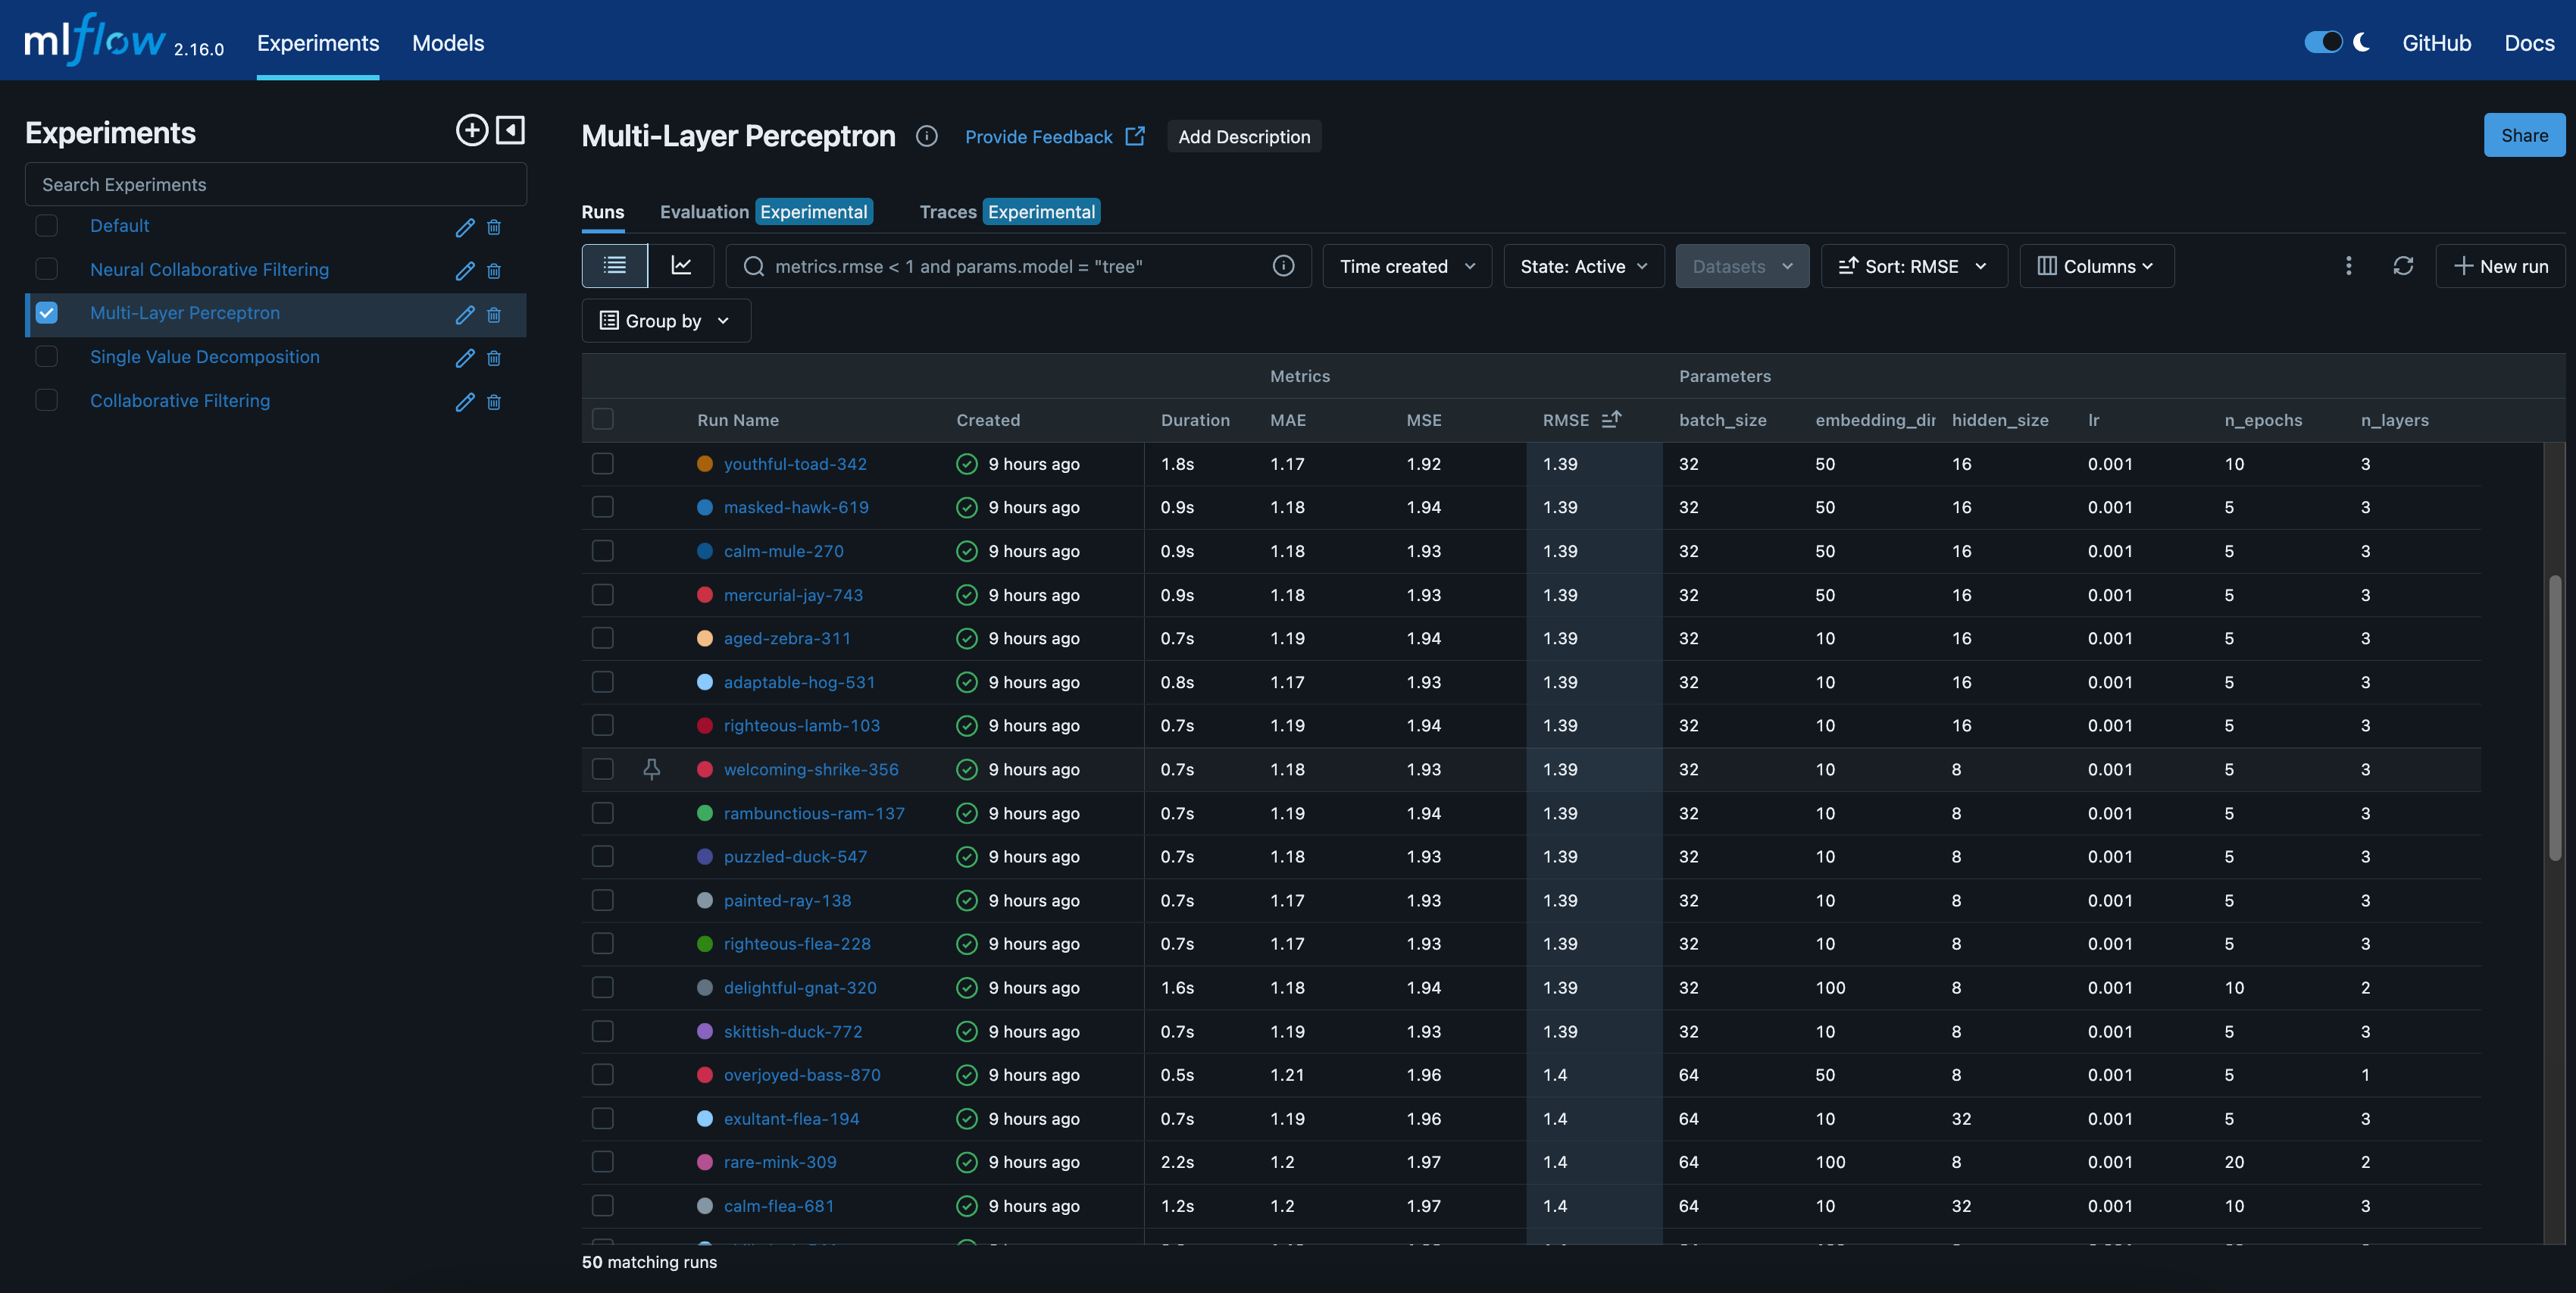 mlflow 2.16.0 Experiments Models GitHub Docs
Experiments
Search Experiments
Default
Neural Collaborative Filtering
Multi-Layer Perceptron
Single Value Decomposition
Collaborative Filtering
Multi-Layer Perceptron Provide Feedback Add Description Share
Runs Evaluation Experimental Traces Experimental
metrics.rmse < 1 and params.model = "tree" Time created State: Active Datasets Sort: RMSE Columns New run
Group by
Metrics Parameters
Run Name Created Duration MAE MSE RMSE batch_size embedding_dir hidden_size lr n_epochs n_layers
youthful-toad-342 9 hours ago 1.8s 1.17 1.92 1.39 32 50 16 0.001 10 3
masked-hawk-619 9 hours ago 0.9s 1.18 1.94 1.39 32 50 16 0.001 5 3
calm-mule-270 9 hours ago 0.9s 1.18 1.93 1.39 32 50 16 0.001 5 3
mercurial-jay-743 9 hours ago 0.9s 1.18 1.93 1.39 32 50 16 0.001 5 3
aged-zebra-311 9 hours ago 0.7s 1.19 1.94 1.39 32 10 16 0.001 5 3
adaptable-hog-531 9 hours ago 0.8s 1.17 1.93 1.39 32 10 16 0.001 5 3
righteous-lamb-103 9 hours ago 0.7s 1.19 1.94 1.39 32 10 16 0.001 5 3
welcoming-shrike-356 9 hours ago 0.7s 1.18 1.93 1.39 32 10 8 0.001 5 3
rambunctious-ram-137 9 hours ago 0.7s 1.19 1.94 1.39 32 10 8 0.001 5 3
puzzled-duck-547 9 hours ago 0.7s 1.18 1.93 1.39 32 10 8 0.001 5 3
painted-ray-138 9 hours ago 0.7s 1.17 1.93 1.39 32 10 8 0.001 5 3
righteous-flea-228 9 hours ago 0.7s 1.17 1.93 1.39 32 10 8 0.001 5 3
delightful-gnat-320 9 hours ago 1.6s 1.18 1.94 1.39 32 100 8 0.001 10 2
skittish-duck-772 9 hours ago 0.7s 1.19 1.93 1.39 32 10 8 0.001 5 3
overjoyed-bass-870 9 hours ago 0.5s 1.21 1.96 1.4 64 50 8 0.001 5 1
exultant-flea-194 9 hours ago 0.7s 1.19 1.96 1.4 64 10 32 0.001 5 3
rare-mink-309 9 hours ago 2.2s 1.2 1.97 1.4 64 100 8 0.001 20 2
calm-flea-681 9 hours ago 1.2s 1.2 1.97 1.4 64 10 32 0.001 10 3
50 matching runs